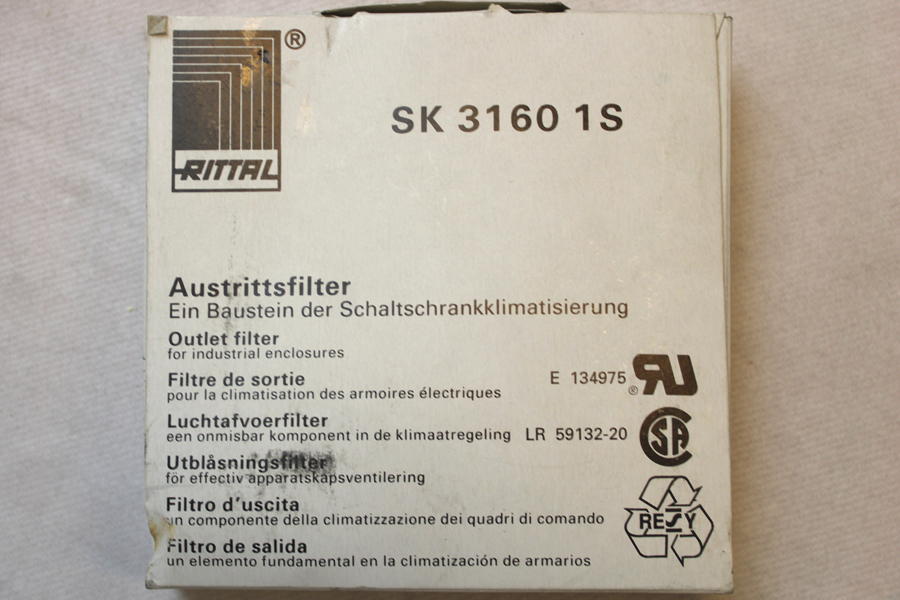 ®
RITTAL
SK 3160 1S
Austrittsfilter
Ein Baustein der Schaltschrankklimatisierung
Outlet filter
for industrial enclosures
Filtre de sortie
pour la climatisation des armoires électriques
E 134975
®
RU
Luchtafvoerfilter
een onmisbar komponent in de klimaatregeling
LR 59132-20
SA
Utblåsningsfilter
för effectiv apparatskapsventilering
Filtro d'uscita
un componente della climatizzazione dei quadri di comando
RESY
Filtro de salida
un elemento fundamental en la climatización de armarios